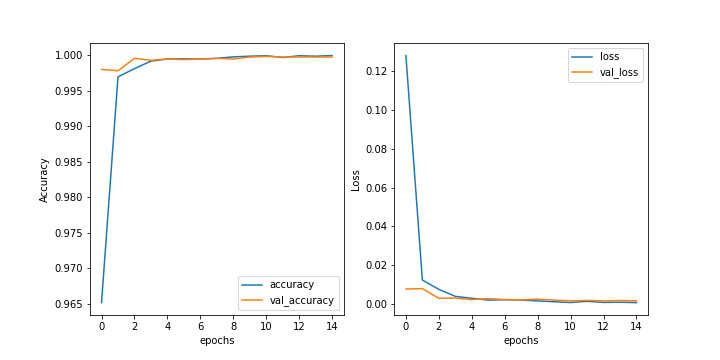 Accuracy
1.000
0.995
0.990
0.985
0.980
0.975
0.970
0.965
0 2 4 6 8 10 12 14
epochs
accuracy
val_accuracy
Loss
0.12
0.10
0.08
0.06
0.04
0.02
0.00
0 2 4 6 8 10 12 14
epochs
loss
val_loss